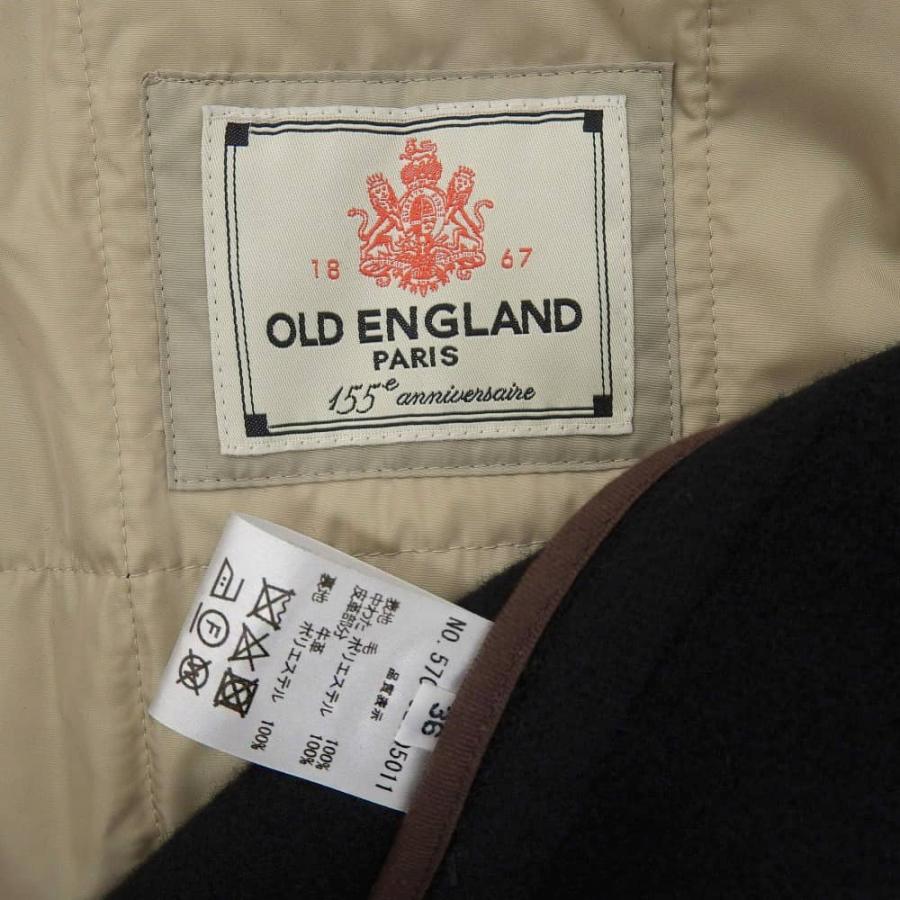 18 67
OLD ENGLAND
PARIS
155e anniversaire
NO.570
05011
36
品質表示
表地 毛 100%
中わた ポリエステル 100%
皮革部分 牛革
裏地 ポリエステル 100%